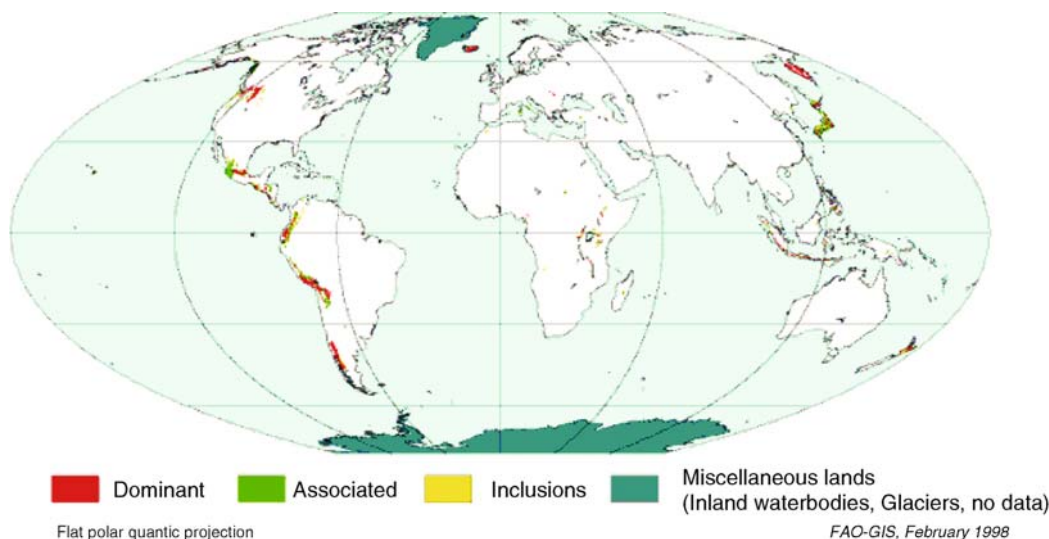 Dominant
Associated
Inclusions
Miscellaneous lands
(Inland waterbodies, Glaciers, no data)
Flat polar quantic projection
FAO-GIS, February 1998